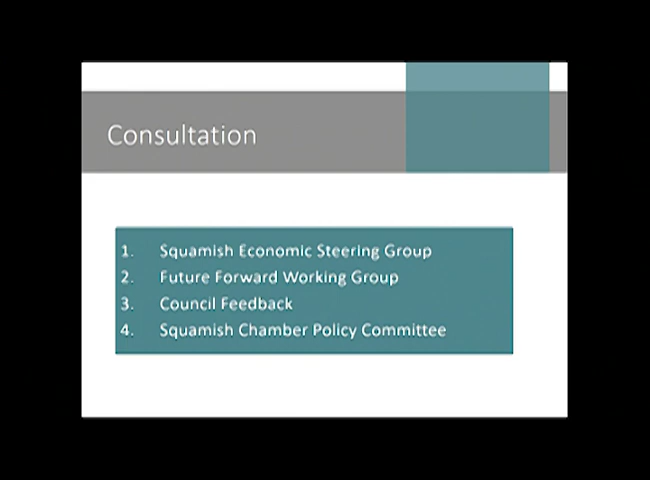 Consultation
1. Squamish Economic Steering Group
2. Future Forward Working Group
3. Council Feedback
4. Squamish Chamber Policy Committee